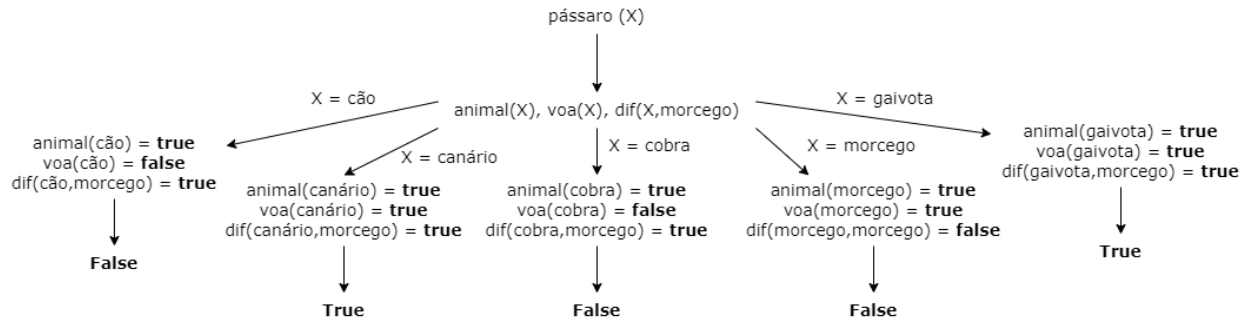 pássaro (X)
X = cão
X = gaivota
animal(X), voa(X), dif(X,morcego)
animal(cão) = true
voa(cão) = false
dif(cão,morcego) = true
False
X = canário
animal(canário) = true
voa(canário) = true
dif(canário,morcego) = true
True
X = cobra
animal(cobra) = true
voa(cobra) = false
dif(cobra,morcego) = true
False
X = morcego
animal(morcego) = true
voa(morcego) = true
dif(morcego,morcego) = false
False
animal(gaivota) = true
voa(gaivota) = true
dif(gaivota,morcego) = true
True